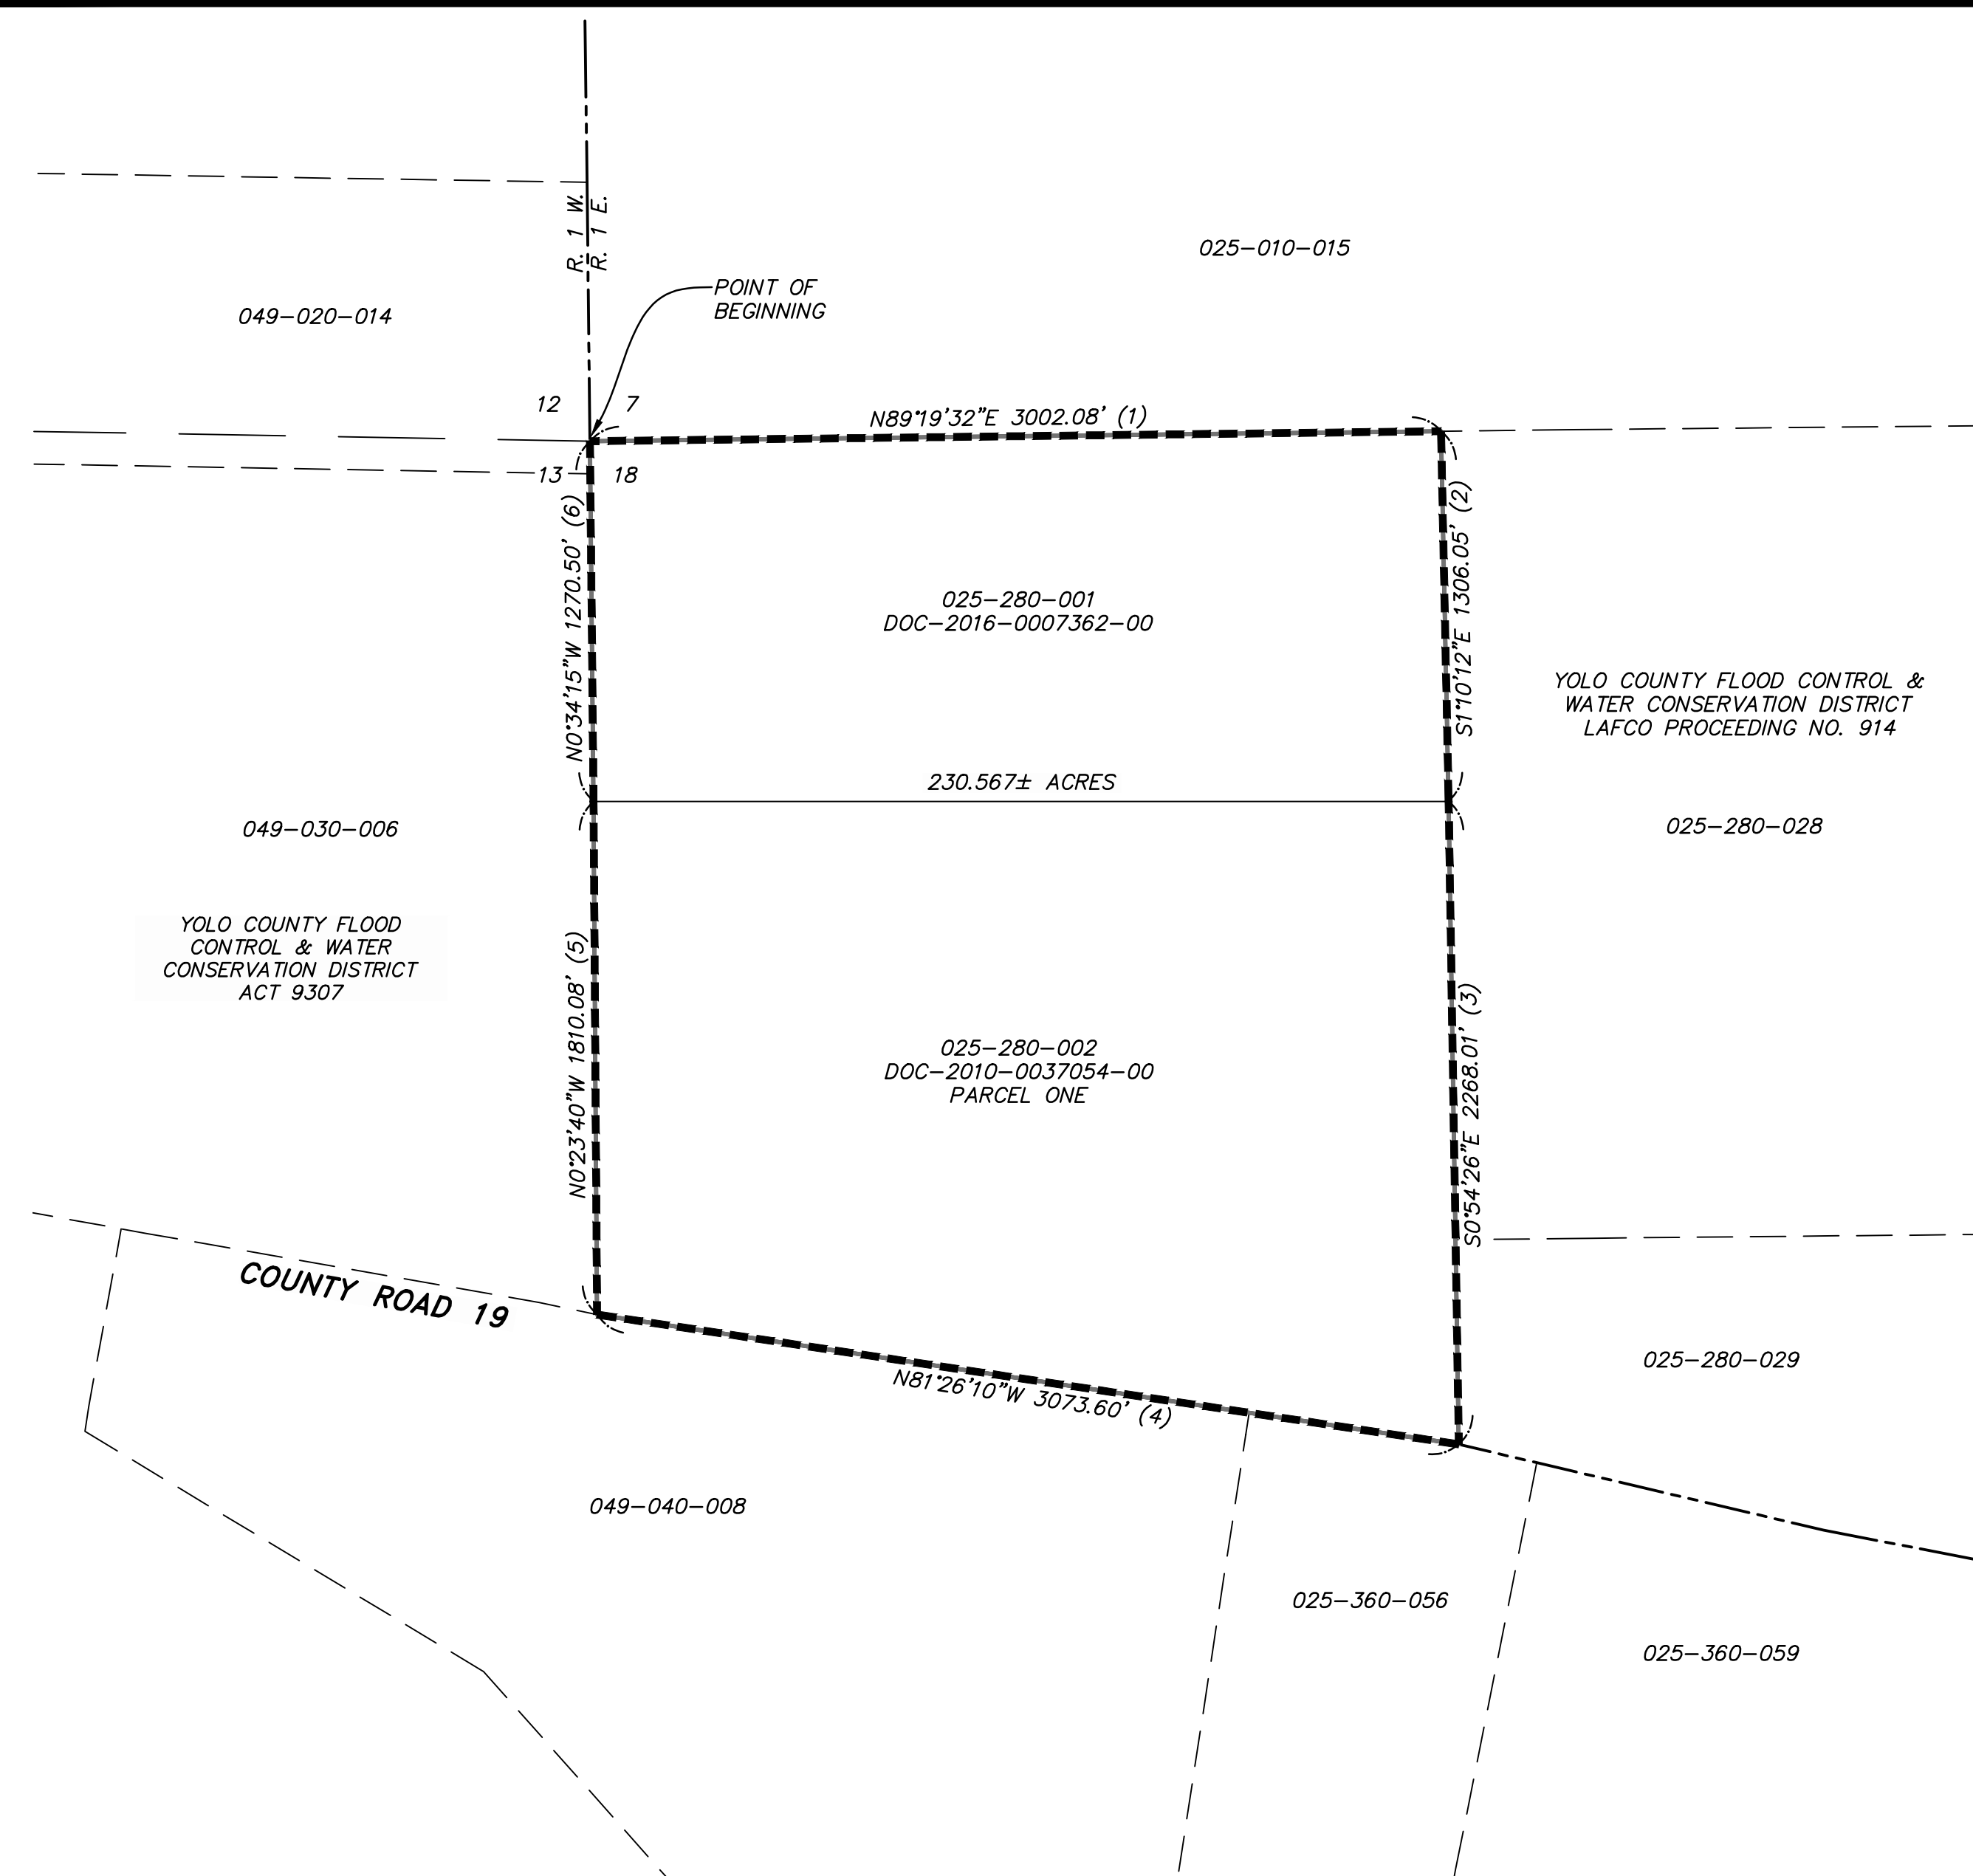 R. 1 W.
R. 1 E.
025-010-015
POINT OF
BEGINNING
049-020-014
12
7
N89°19'32"E 3002.08' (1)
13
18
N0°34'15"W 1270.50' (6)
S1°10'12"E 1306.05' (2)
025-280-001
DOC-2016-0007362-00
YOLO COUNTY FLOOD CONTROL &
WATER CONSERVATION DISTRICT
LAFCO PROCEEDING NO. 914
230.567± ACRES
049-030-006
025-280-028
YOLO COUNTY FLOOD
CONTROL & WATER
CONSERVATION DISTRICT
ACT 9307
N0°23'40"W 1810.08' (5)
S0°54'26"E 2268.01' (3)
025-280-002
DOC-2010-0037054-00
PARCEL ONE
COUNTY ROAD 19
N81°26'10"W 3073.60' (4)
025-280-029
049-040-008
025-360-056
025-360-059